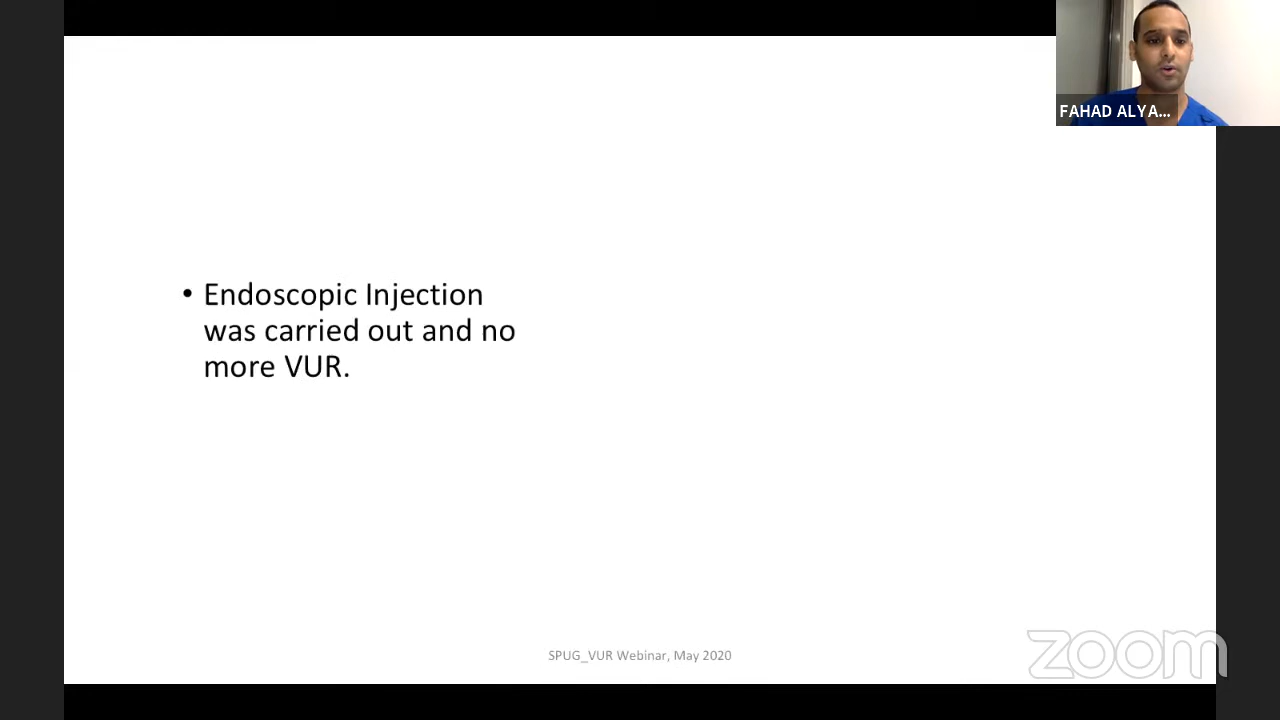 FAHAD ALYA...
• Endoscopic Injection
was carried out and no
more VUR.
SPUG_VUR Webinar, May 2020
zoom